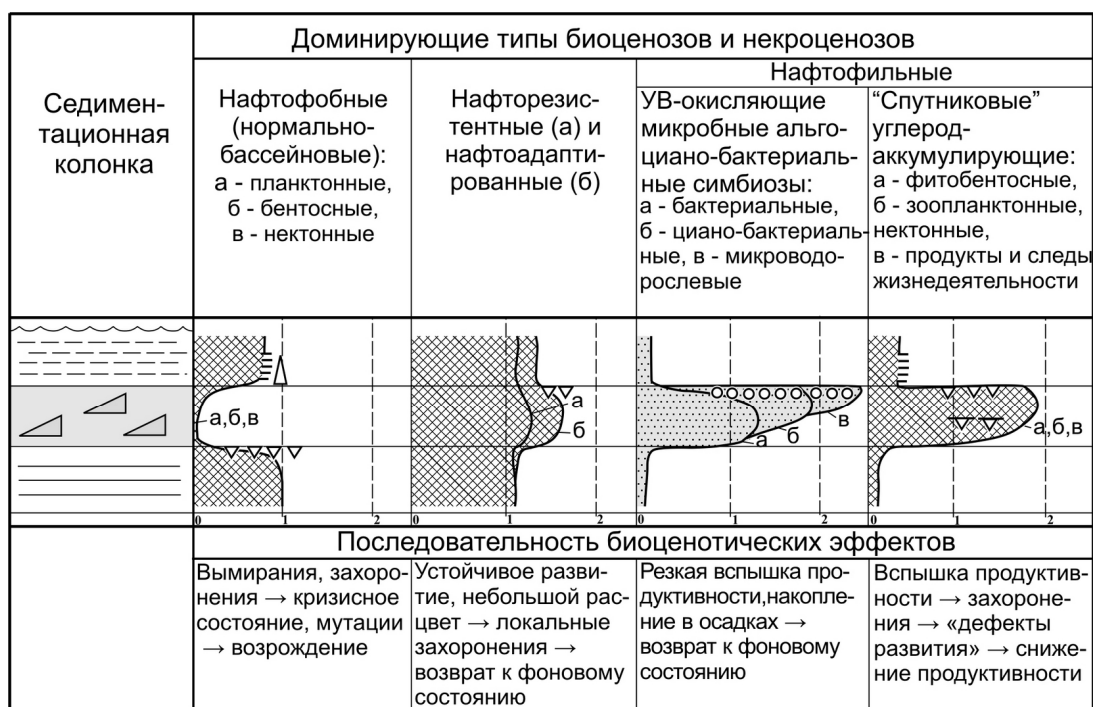 Седимен-
тационная
колонка
Доминирующие типы биоценозов и некроценозов
Нафтофобные
(нормально-
бассейновые):
а - планктонные,
б - бентосные,
в - нектонные
Нафторезис-
тентные (а) и
нафтоадапти-
рованные (б)
Нафтофильные
УВ-окисляющие
микробные альго-
циано-бактериаль-
ные симбиозы:
а - бактериальные,
б - циано-бактериаль-
ные, в - микроводо-
рослевые
“Спутниковые”
углерод-
аккумулирующие:
а - фитобентосные,
б - зоопланктонные,
нектонные,
в - продукты и следы
жизнедеятельности
а,б,в
0 1 2
а
б
0 1 2
а
б
в
0 1 2
а,б,в
0 1 2
Последовательность биоценотических эффектов
Вымирания, захоро-
нения → кризисное
состояние, мутации
→ возрождение
Устойчивое разви-
тие, небольшой рас-
цвет → локальные
захоронения →
возврат к фоновому
состоянию
Резкая вспышка про-
дуктивности,накопле-
ние в осадках →
возврат к фоновому
состоянию
Вспышка продуктив-
ности → захороне-
ния → «дефекты
развития» → сниже-
ние продуктивности